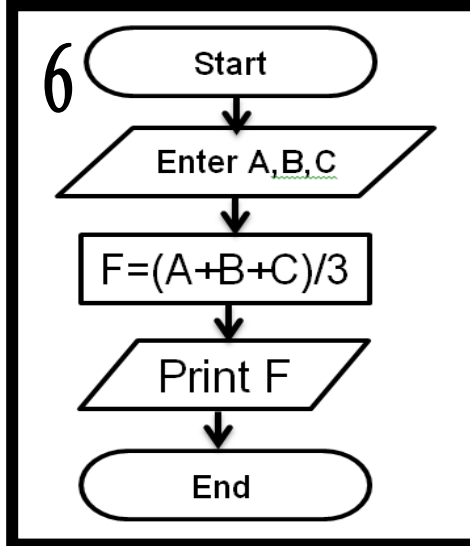 6
Start
Enter A,B,C
F=(A+B+C)/3
Print F
End